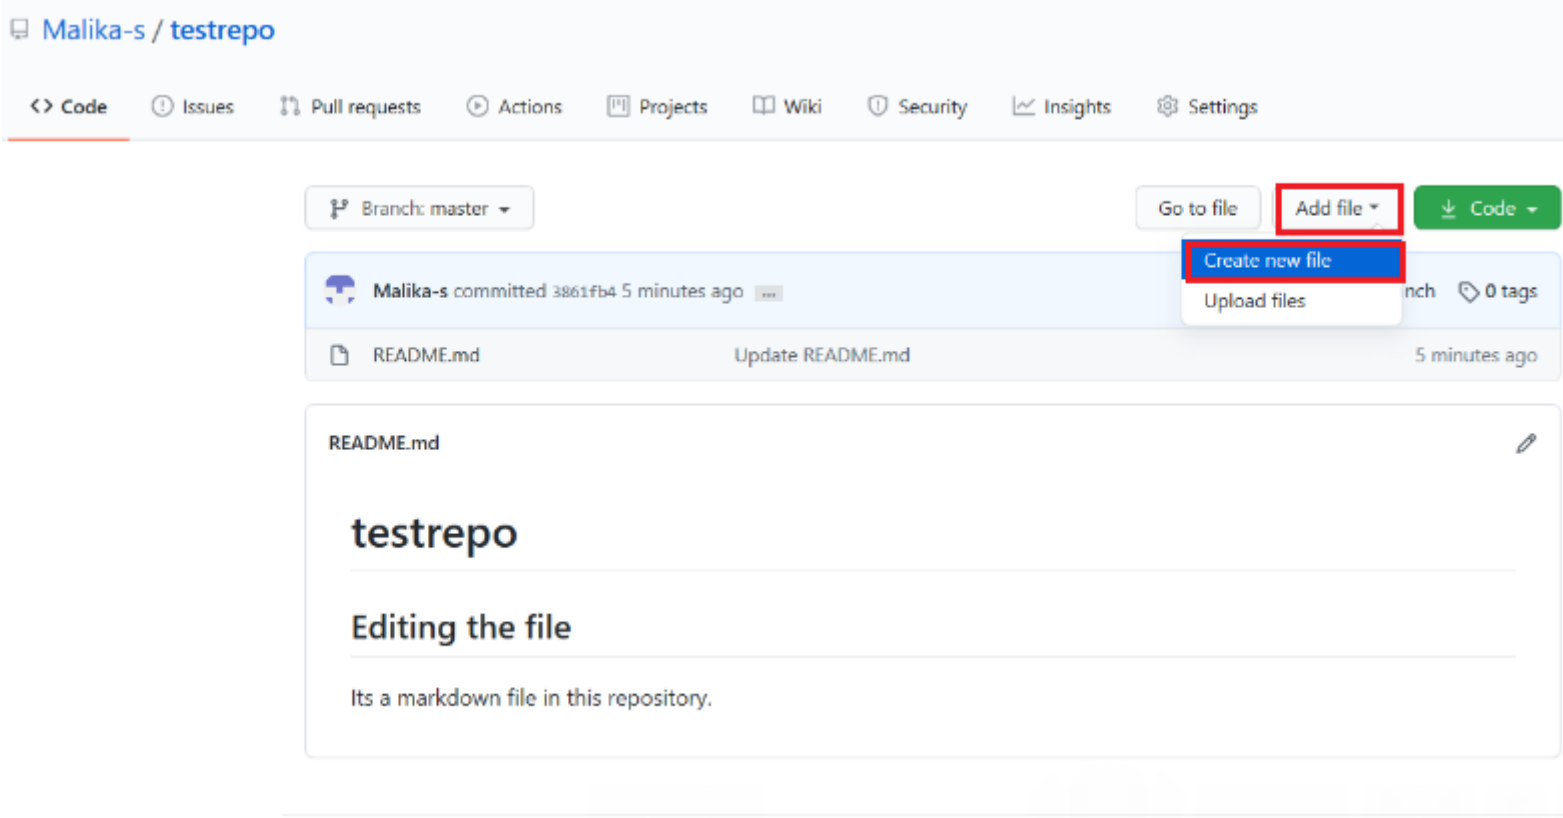 Malika-s / testrepo
Code Issues Pull requests Actions Projects Wiki Security Insights Settings
Branch: master Go to file Add file Code
Create new file
Malika-s committed 3861fb4 5 minutes ago ... 0 tags
Upload files
README.md Update README.md 5 minutes ago
README.md
testrepo
Editing the file
Its a markdown file in this repository.